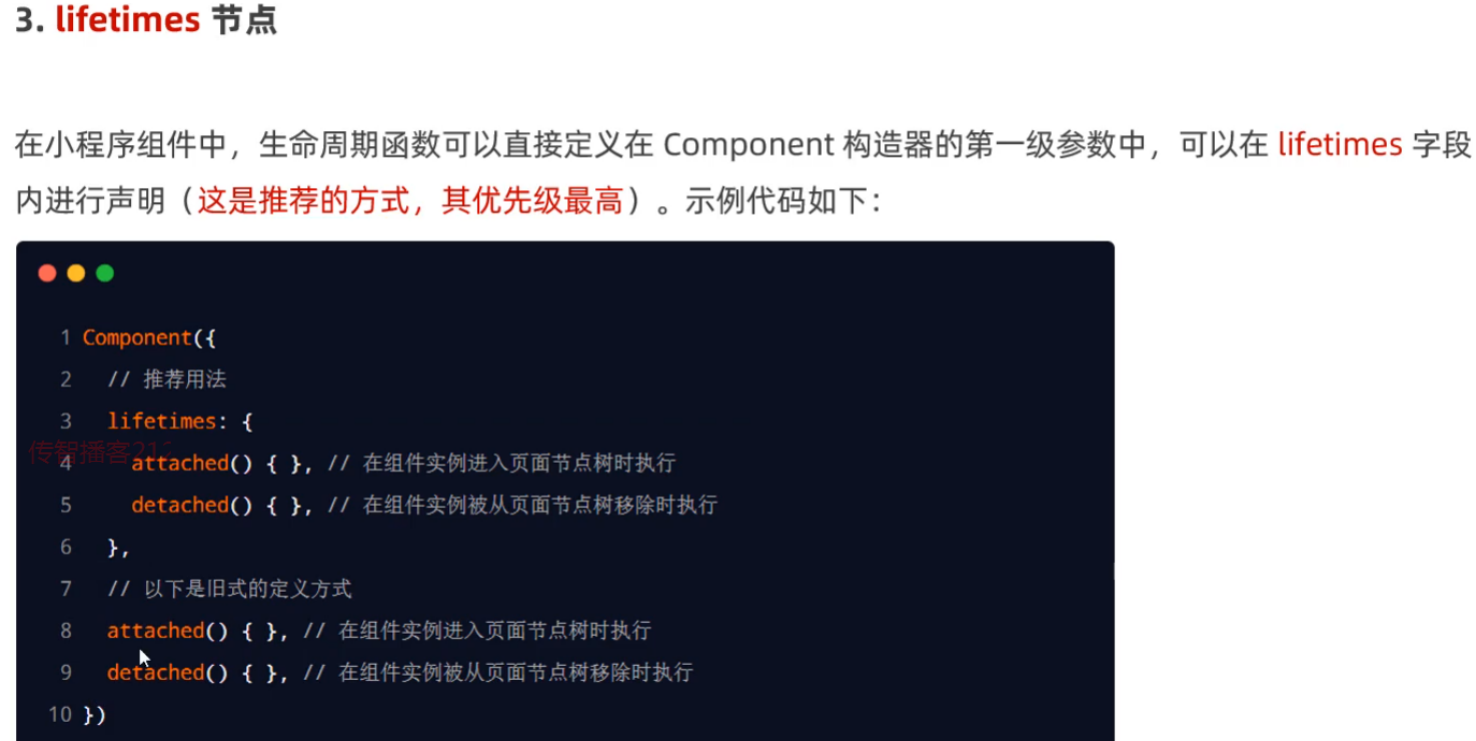 3. lifetimes 节点
在小程序组件中，生命周期函数可以直接定义在 Component 构造器的第一级参数中，可以在 lifetimes 字段
内进行声明（这是推荐的方式，其优先级最高）。示例代码如下：
1 Component({
2 // 推荐用法
3 lifetimes: {
传智播客212
4 attached() { }, // 在组件实例进入页面节点树时执行
5 detached() { }, // 在组件实例被从页面节点树移除时执行
6 },
7 // 以下是旧式的定义方式
8 attached() { }, // 在组件实例进入页面节点树时执行
9 detached() { }, // 在组件实例被从页面节点树移除时执行
10 })